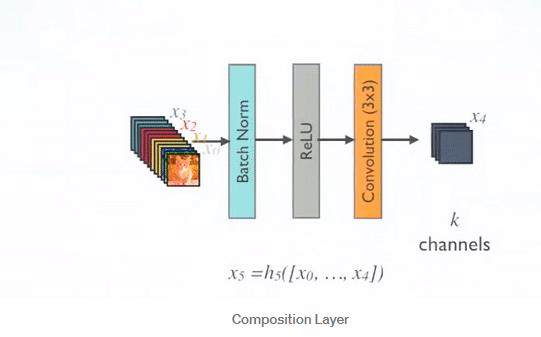 x3
x2
x1
x0
Batch Norm
ReLU
Convolution (3x3)
x4
k
channels
x5 =h5([x0, ..., x4])
Composition Layer